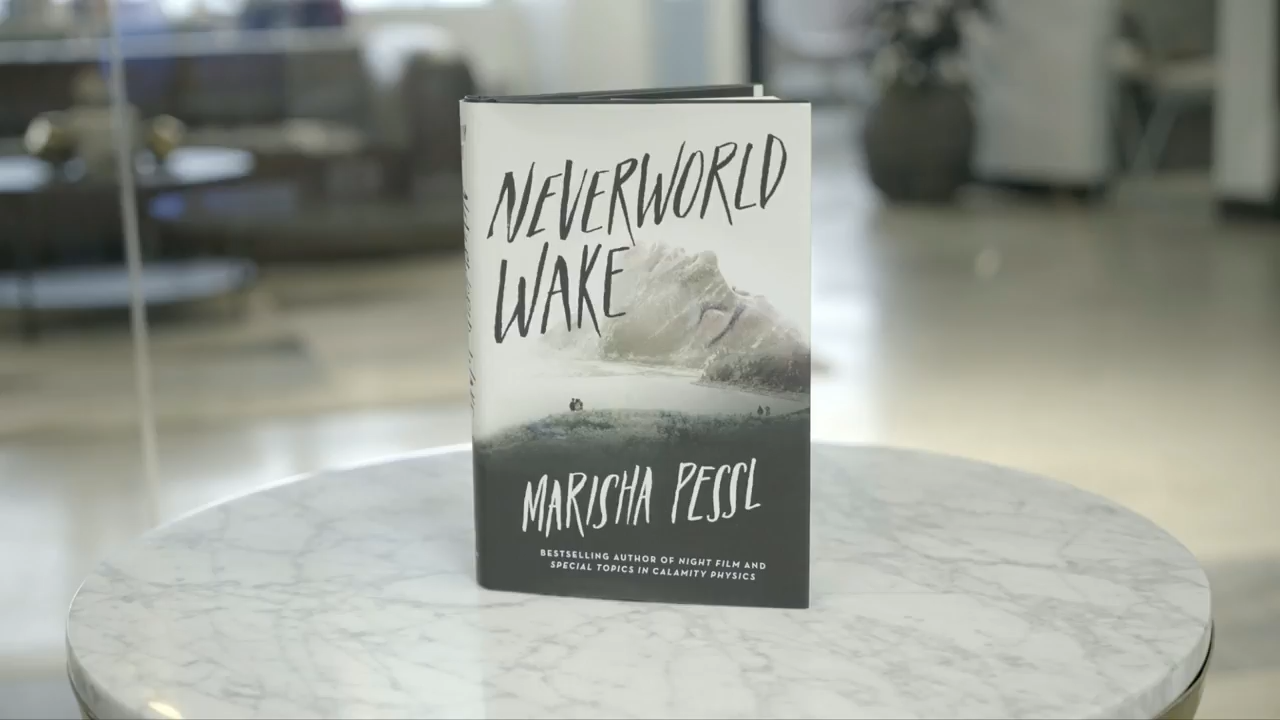 NEVERWORLD
WAKE
MARISHA PESSL
BESTSELLING AUTHOR OF NIGHT FILM AND
SPECIAL TOPICS IN CALAMITY PHYSICS